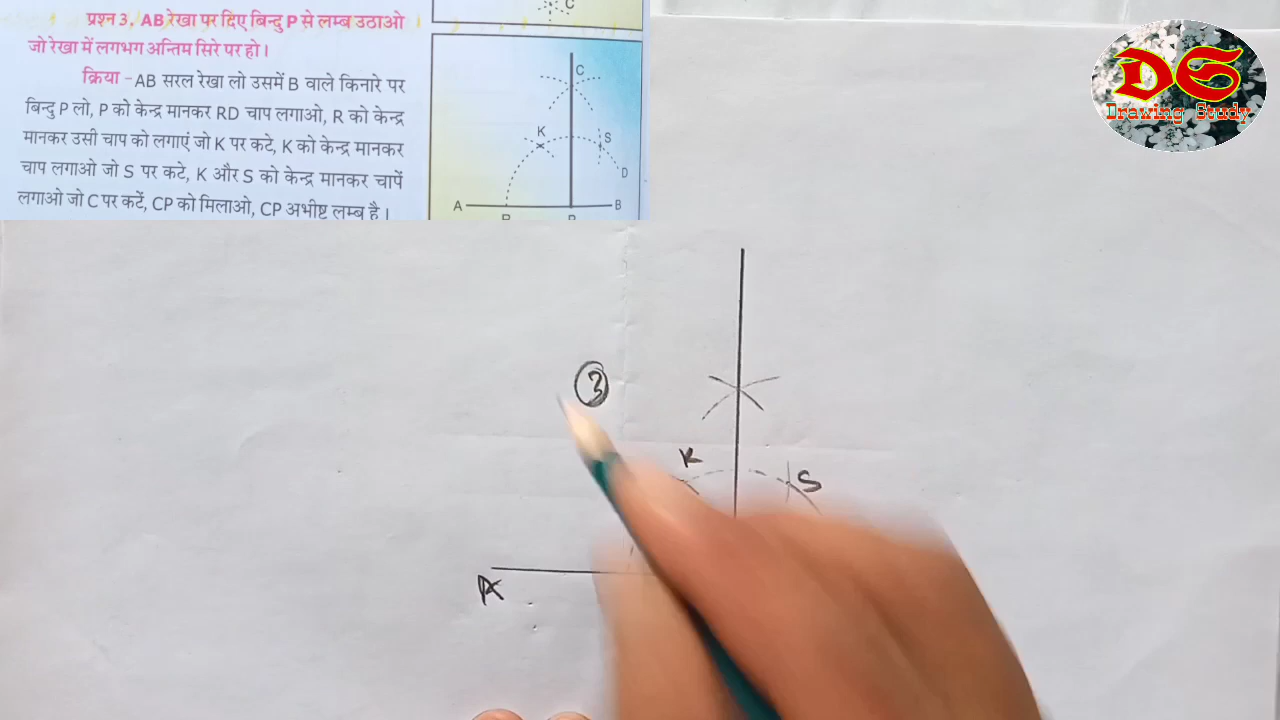 प्रश्न 3. AB रेखा पर दिए बिन्दु P से लम्ब उठाओ
जो रेखा में लगभग अन्तिम सिरे पर हो।
क्रिया -AB सरल रेखा लो उसमें B वाले किनारे पर
बिन्दु P लो, P को केन्द्र मानकर RD चाप लगाओ, R को केन्द्र
मानकर उसी चाप को लगाएं जो K पर कटे, K को केन्द्र मानकर
चाप लगाओ जो S पर कटे, K और S को केन्द्र मानकर चापें
लगाओ जो C पर कटें, CP को मिलाओ, CP अभीष्ट लम्ब है।
C
C
K
S
D
A
B
DS
Drawing Study
3
K
S
A